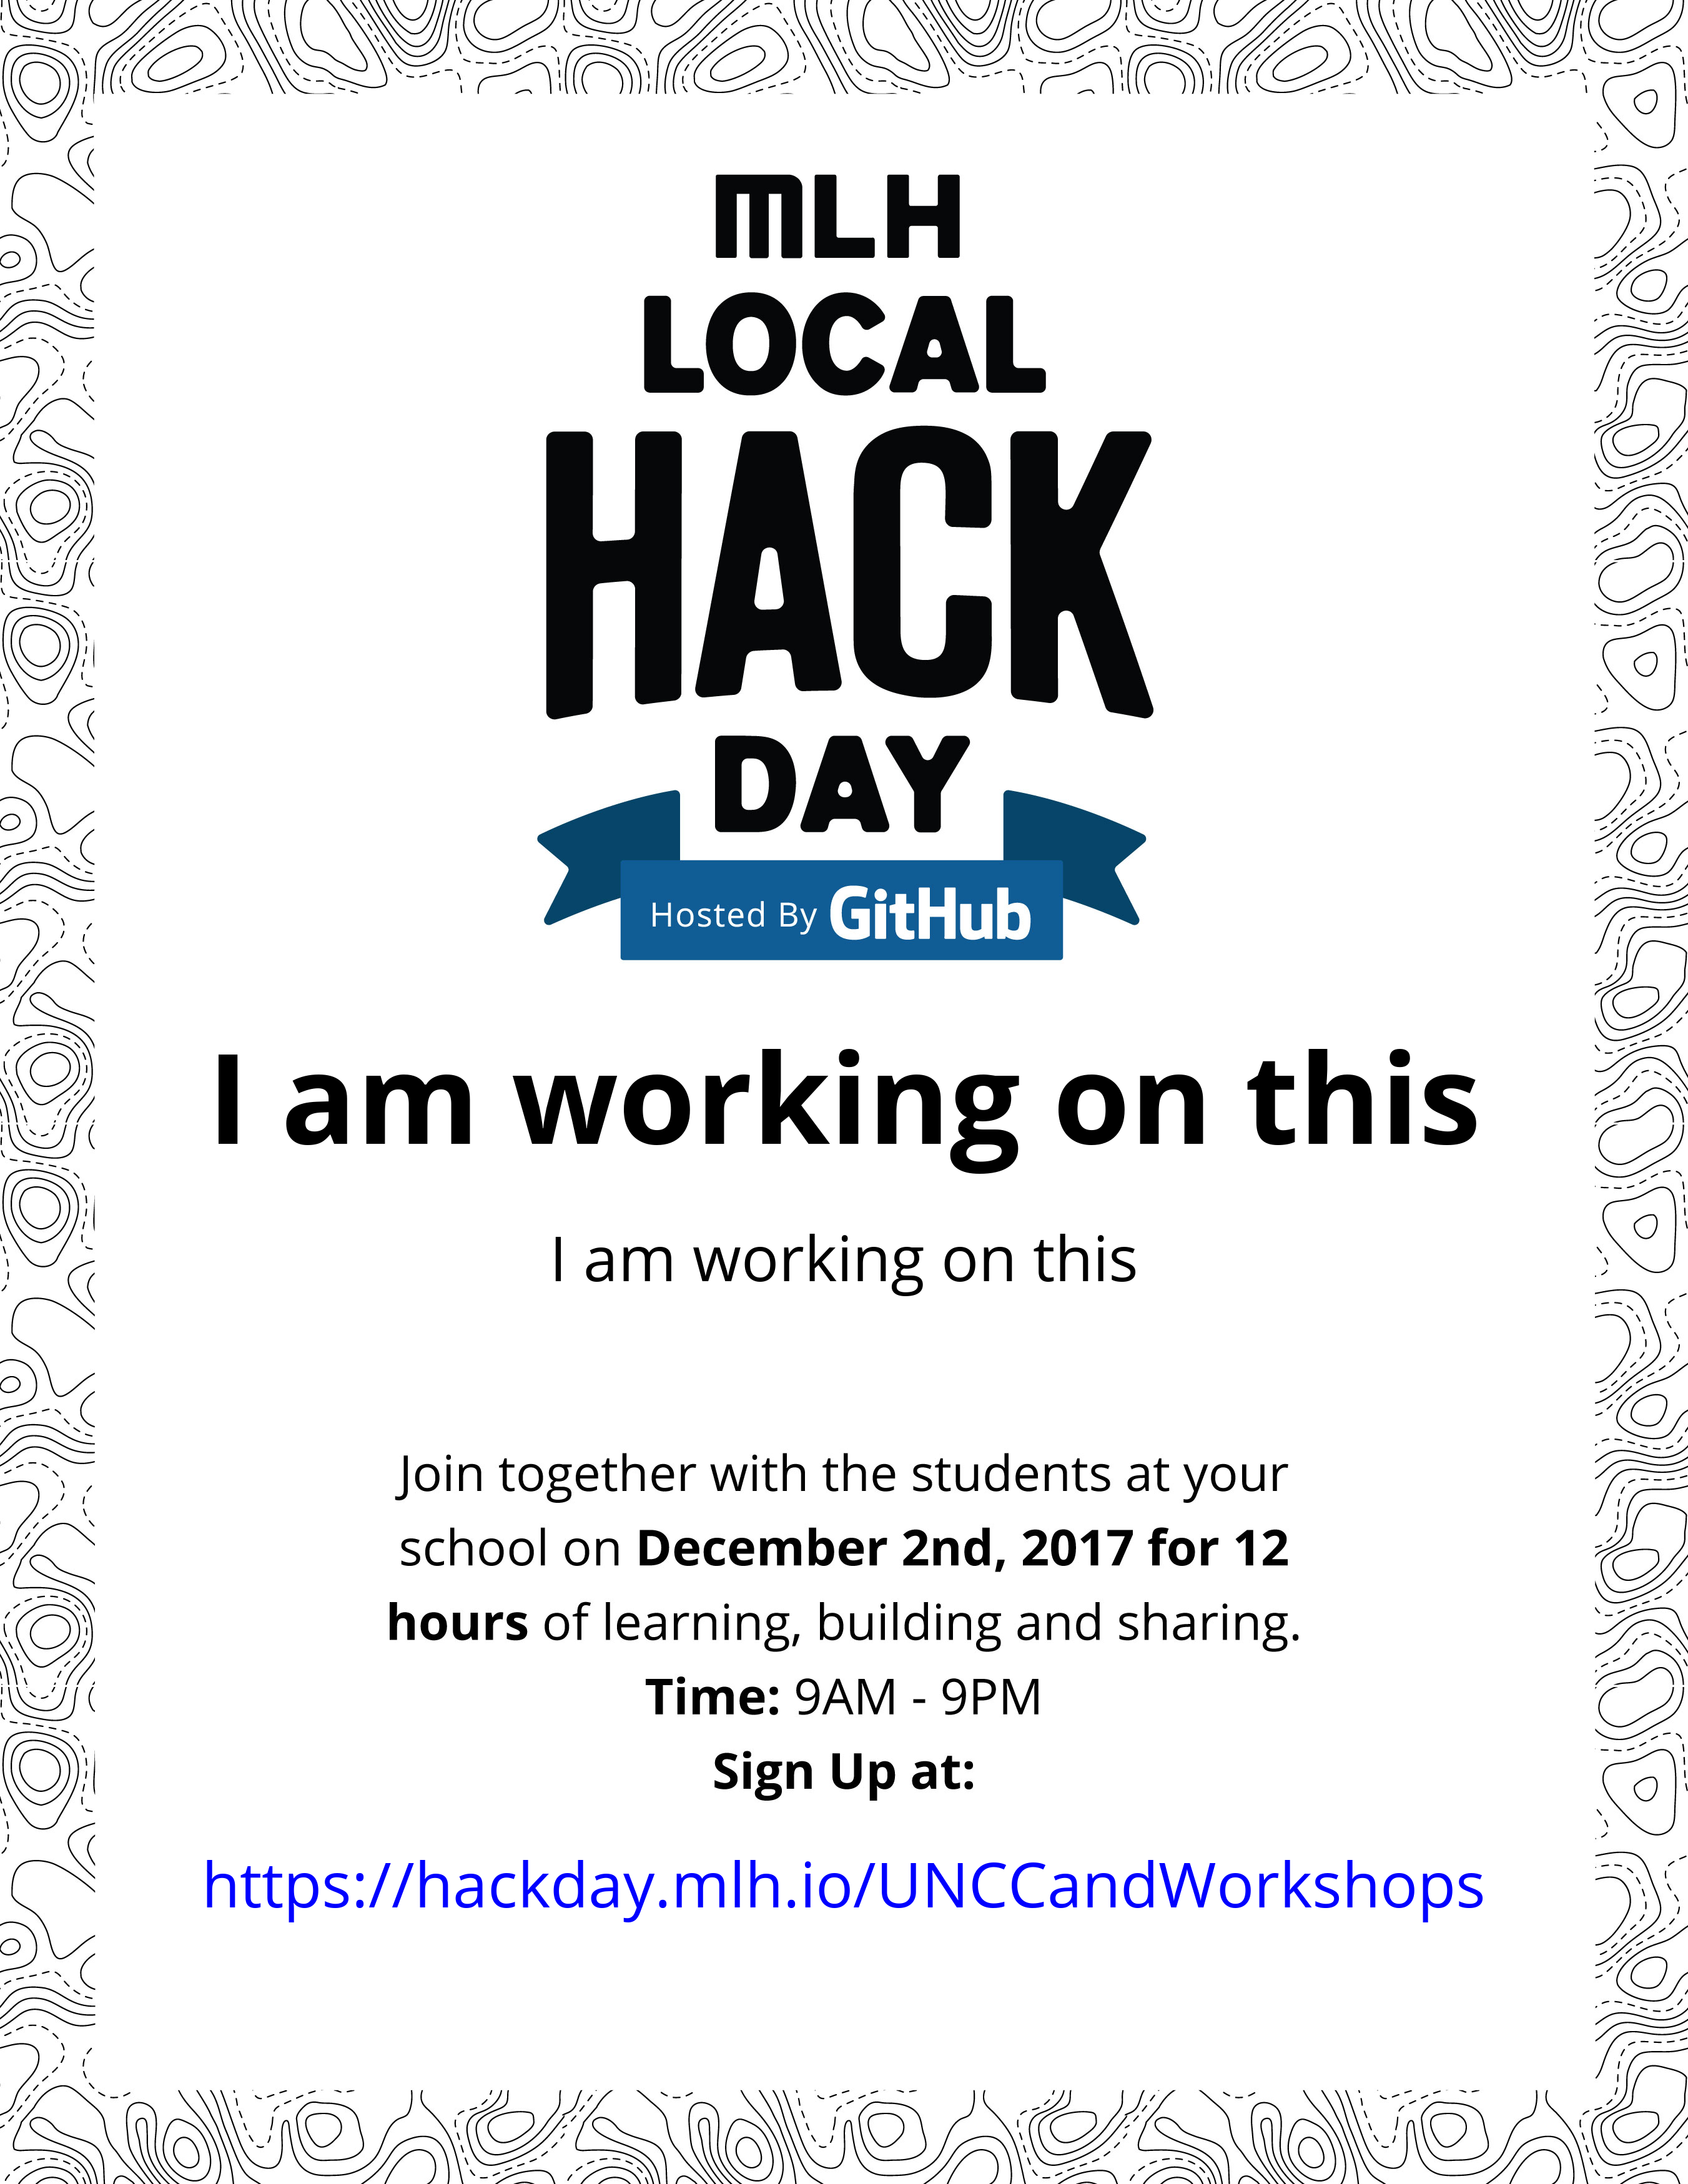 MLH
LOCAL
HACK
DAY
Hosted By GitHub
I am working on this
I am working on this
Join together with the students at your
school on December 2nd, 2017 for 12
hours of learning, building and sharing.
Time: 9AM - 9PM
Sign Up at:
https://hackday.mlh.io/UNCCandWorkshops